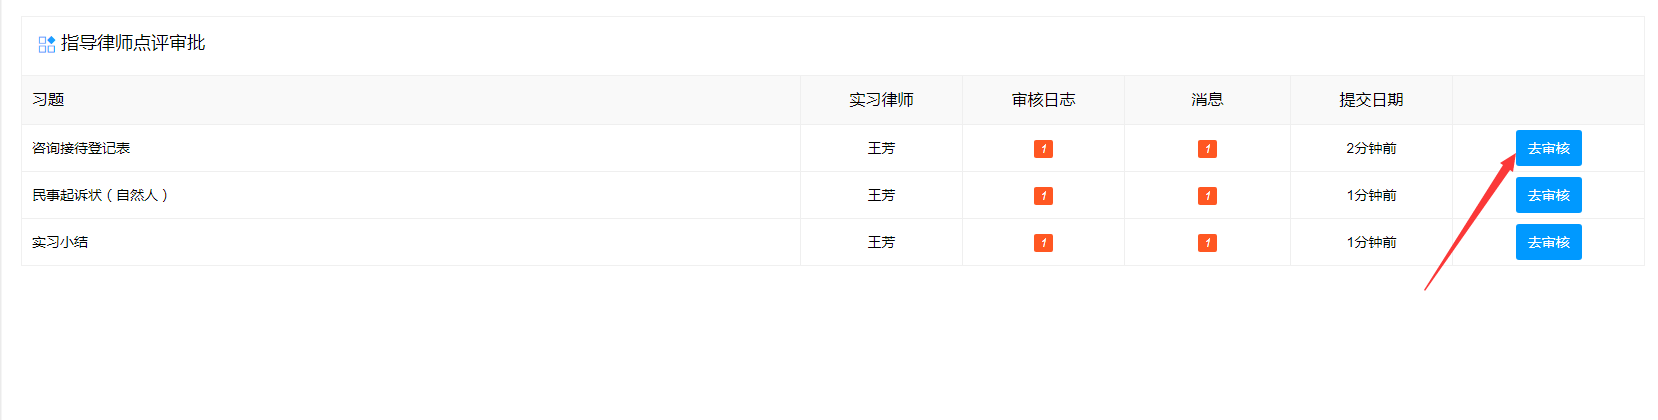 指导律师点评审批
习题 实习律师 审核日志 消息 提交日期
咨询接待登记表 王芳 1 1 2分钟前 去审核
民事起诉状（自然人） 王芳 1 1 1分钟前 去审核
实习小结 王芳 1 1 1分钟前 去审核